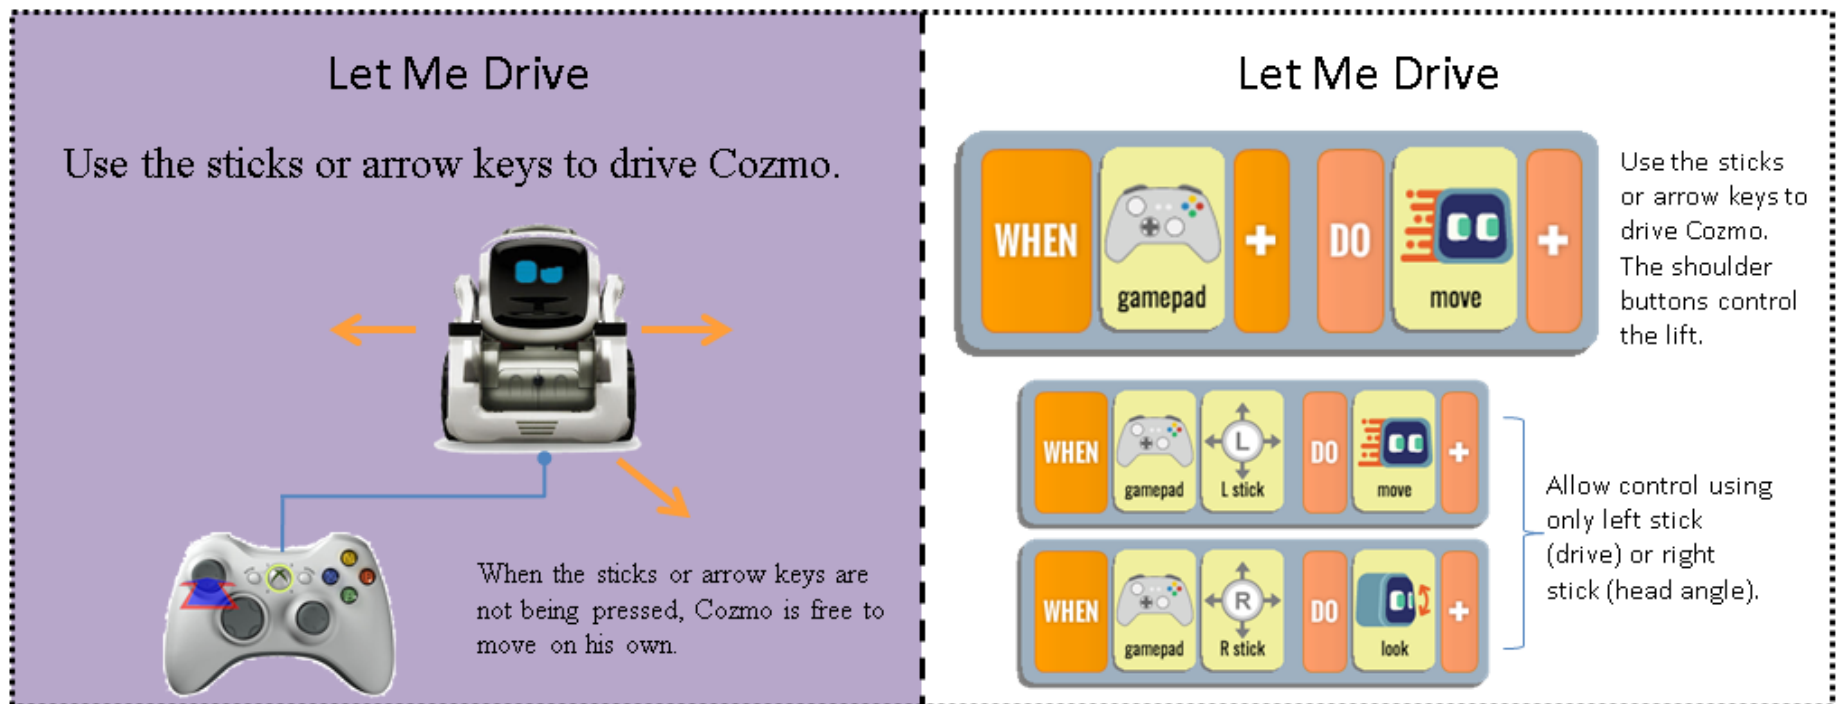 Let Me Drive
Use the sticks or arrow keys to drive Cozmo.
When the sticks or arrow keys are
not being pressed, Cozmo is free to
move on his own.
Let Me Drive
WHEN gamepad + DO move +
Use the sticks
or arrow keys to
drive Cozmo.
The shoulder
buttons control
the lift.
WHEN gamepad L L stick DO move +
WHEN gamepad R R stick DO look +
Allow control using
only left stick
(drive) or right
stick (head angle).